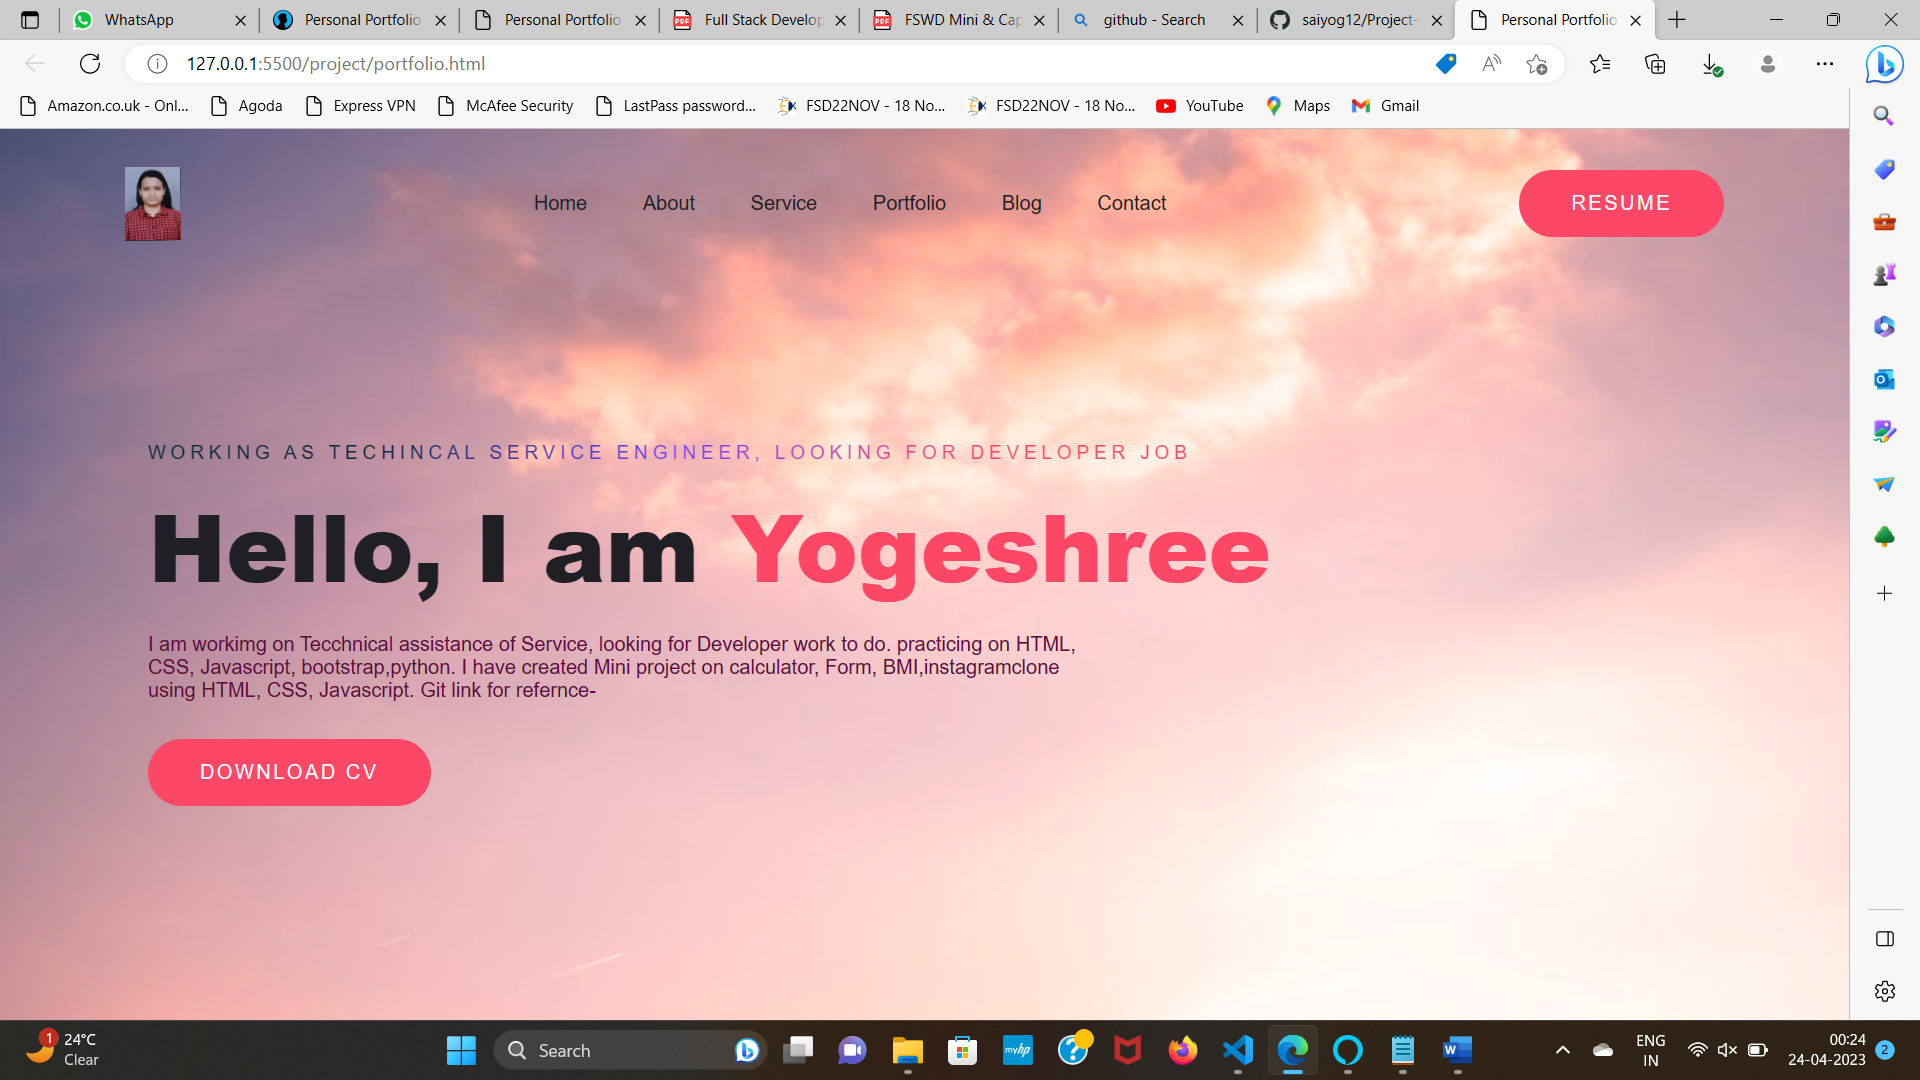 WhatsApp
Personal Portfolio
Personal Portfolio
Full Stack Develop
FSWD Mini & Cap
github - Search
saiyog12/Project-
Personal Portfolio
127.0.0.1:5500/project/portfolio.html
Amazon.co.uk - Onl...
Agoda
Express VPN
McAfee Security
LastPass password...
FSD22NOV - 18 No...
FSD22NOV - 18 No...
YouTube
Maps
Gmail
Home
About
Service
Portfolio
Blog
Contact
RESUME
WORKING AS TECHINCAL SERVICE ENGINEER, LOOKING FOR DEVELOPER JOB
Hello, I am Yogeshree
I am workimg on Tecchnical assistance of Service, looking for Developer work to do. practicing on HTML,
CSS, Javascript, bootstrap,python. I have created Mini project on calculator, Form, BMI,instagramclone
using HTML, CSS, Javascript. Git link for refernce-
DOWNLOAD CV
1
24°C
Clear
Search
myhp
ENG
IN
00:24
24-04-2023
2